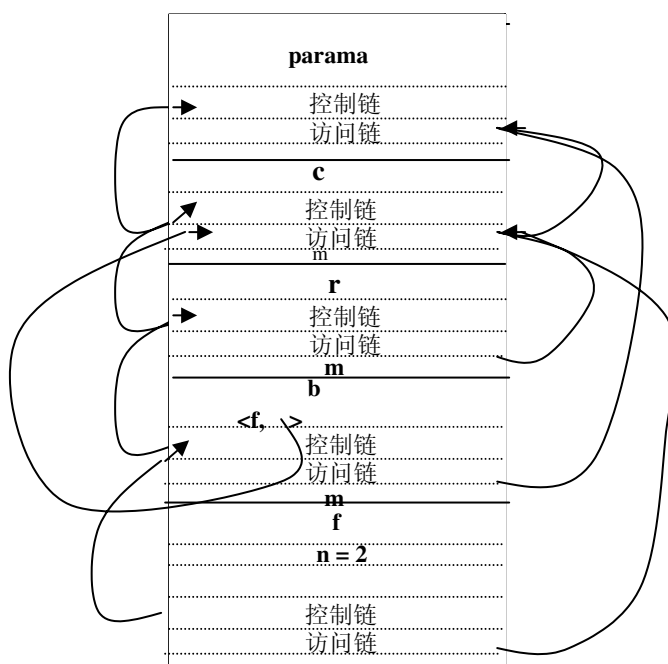 parama
控制链
访问链
c
控制链
访问链
m
r
控制链
访问链
m
b
<f, >
控制链
访问链
m
f
n = 2
控制链
访问链